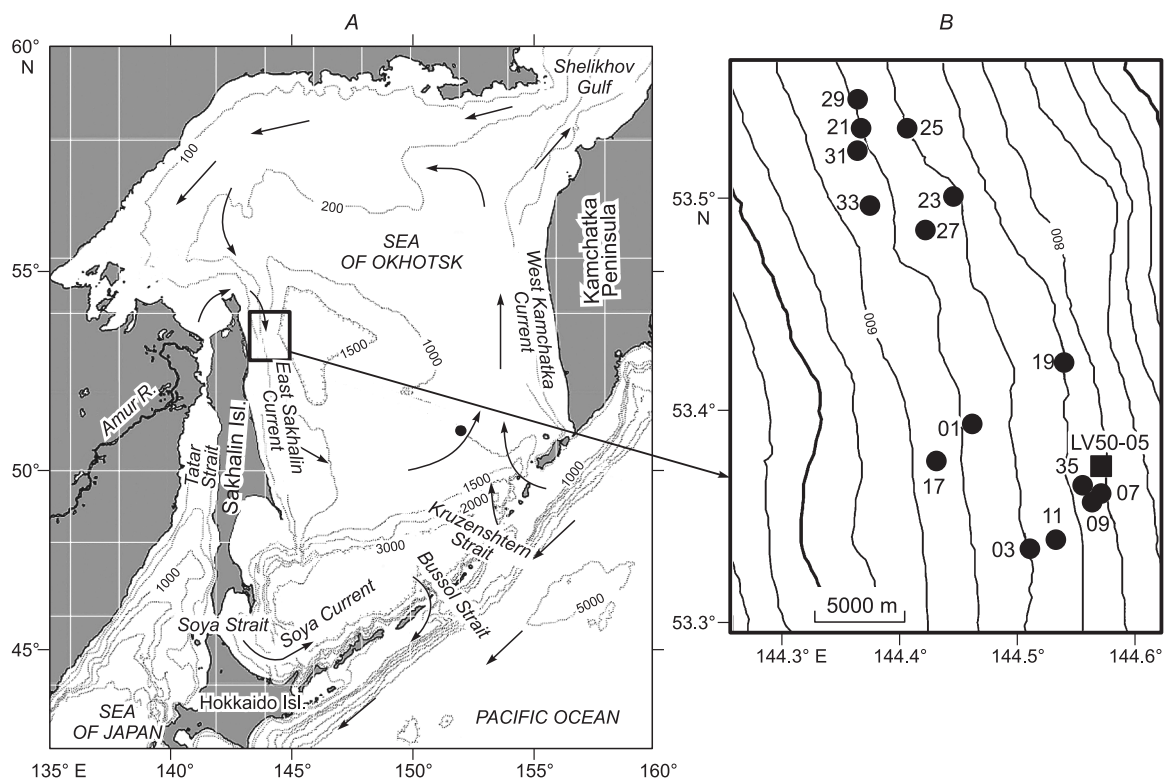 A
60°
N
55°
50°
45°
135° E
140°
145°
150°
155°
160°
Shelikhov
Gulf
100
200
SEA
OF OKHOTSK
Kamchatka
Peninsula
West Kamchatka
Current
1500
1000
East Sakhalin
Current
Amur R.
Tatar
Strait
Sakhalin Isl.
1500
2000
1000
Kruzenshtern
Strait
3000
Bussol Strait
5000
1000
Soya Strait
Soya Current
Hokkaido Isl.
SEA
OF JAPAN
PACIFIC OCEAN
B
53.5°
N
53.4°
53.3°
144.3° E
144.4°
144.5°
144.6°
29
21
25
31
33
23
27
800
600
19
01
17
LV50-05
35
07
09
11
03
5000 m